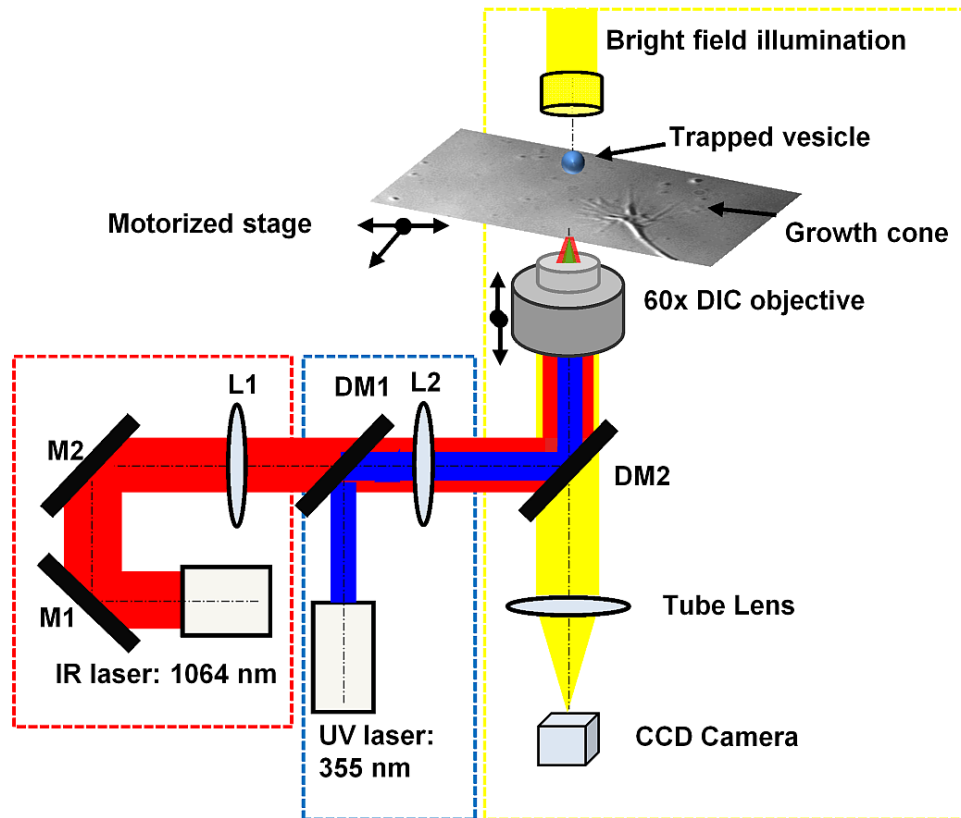 Bright field illumination
Trapped vesicle
Motorized stage
Growth cone
60x DIC objective
L1
DM1
L2
M2
DM2
M1
Tube Lens
IR laser: 1064 nm
UV laser:
355 nm
CCD Camera